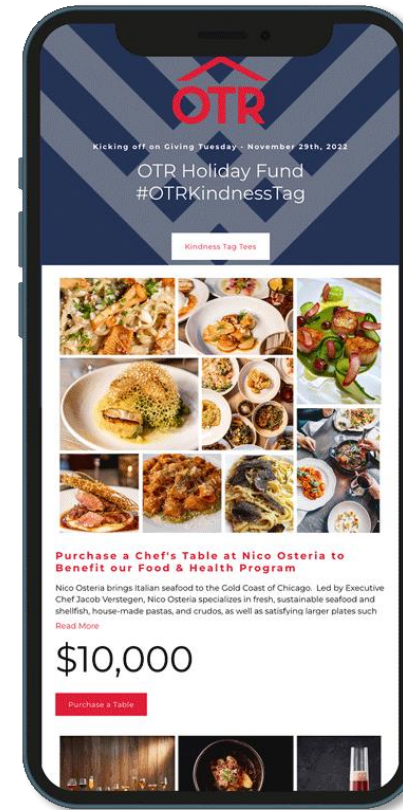 OTR
Kicking off on Giving Tuesday - November 29th, 2022
OTR Holiday Fund
#OTRKindnessTag
Kindness Tag Tees
Purchase a Chef's Table at Nico Osteria to
Benefit our Food & Health Program
Nico Osteria brings Italian seafood to the Gold Coast of Chicago. Led by Executive
Chef Jacob Verstegen, Nico Osteria specializes in fresh, sustainable seafood and
shellfish, house-made pastas, and crudos, as well as satisfying larger plates such
Read More
$10,000
Purchase a Table